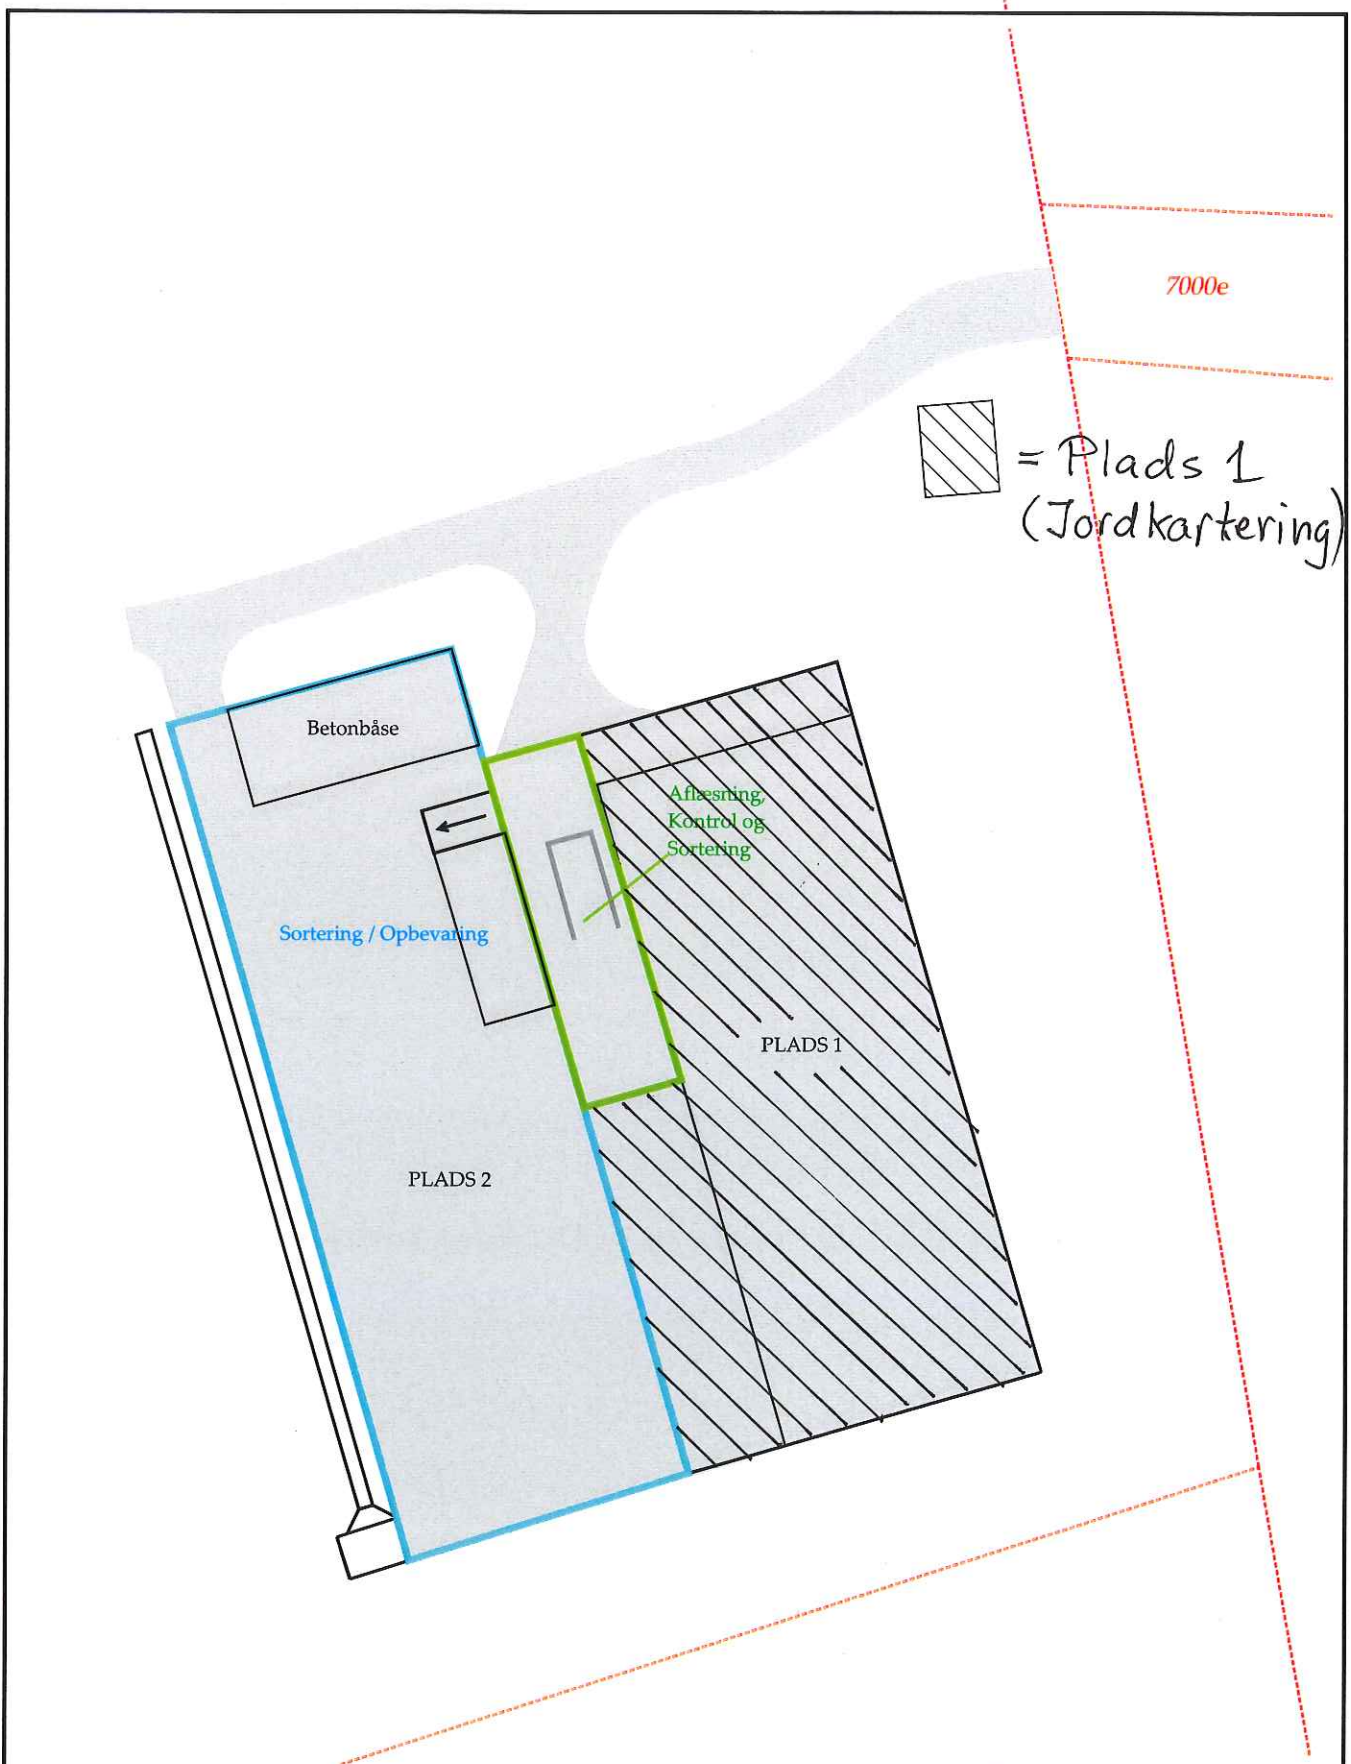 7000e
= Plads 1
(Jordkartering)
Betonbåse
Aflæsning,
Kontrol og
Sortering
Sortering / Opbevaring
PLADS 1
PLADS 2